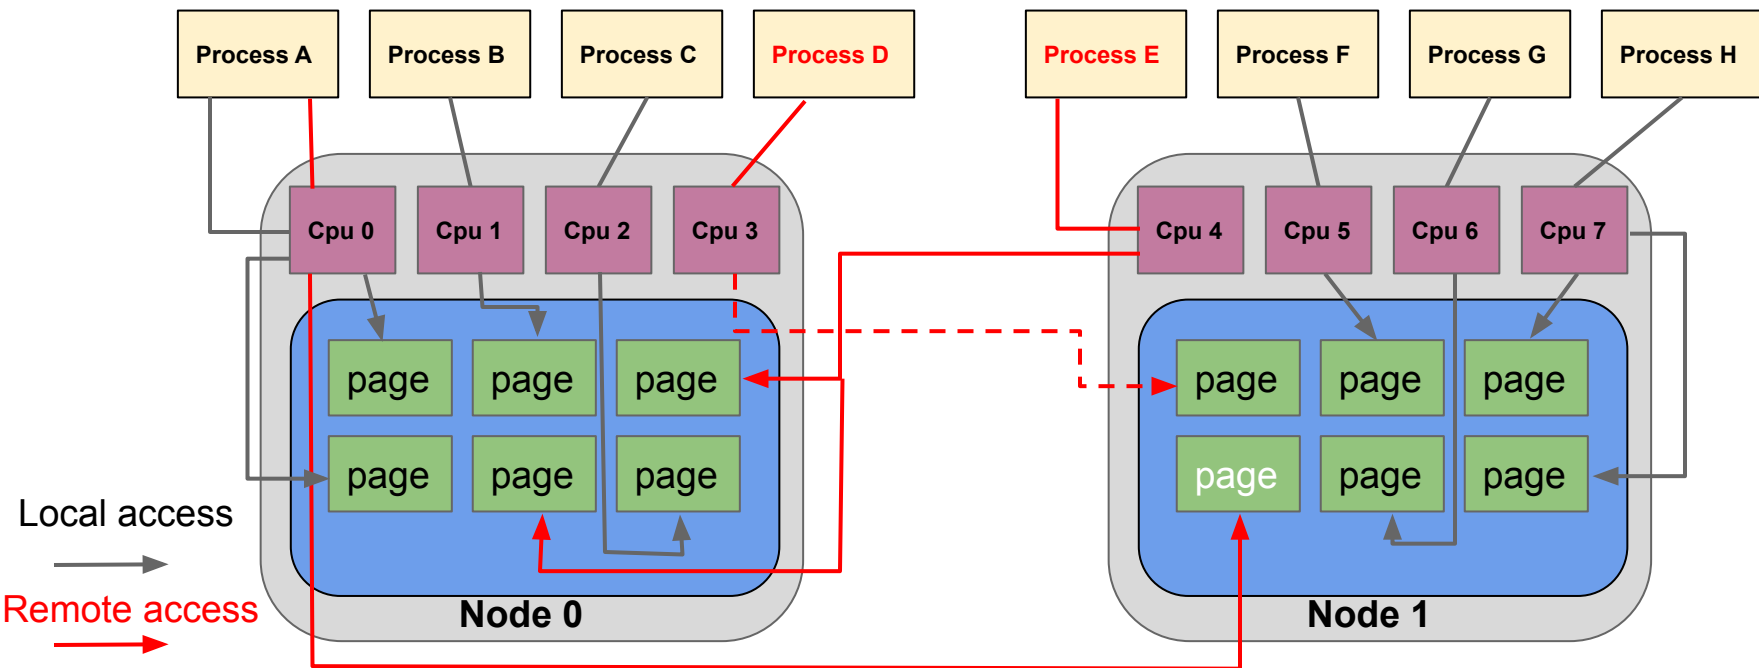 Process A
Process B
Process C
Process D
Process E
Process F
Process G
Process H
Cpu 0
Cpu 1
Cpu 2
Cpu 3
Cpu 4
Cpu 5
Cpu 6
Cpu 7
page
page
page
page
page
page
page
page
page
page
page
page
Local access
Remote access
Node 0
Node 1